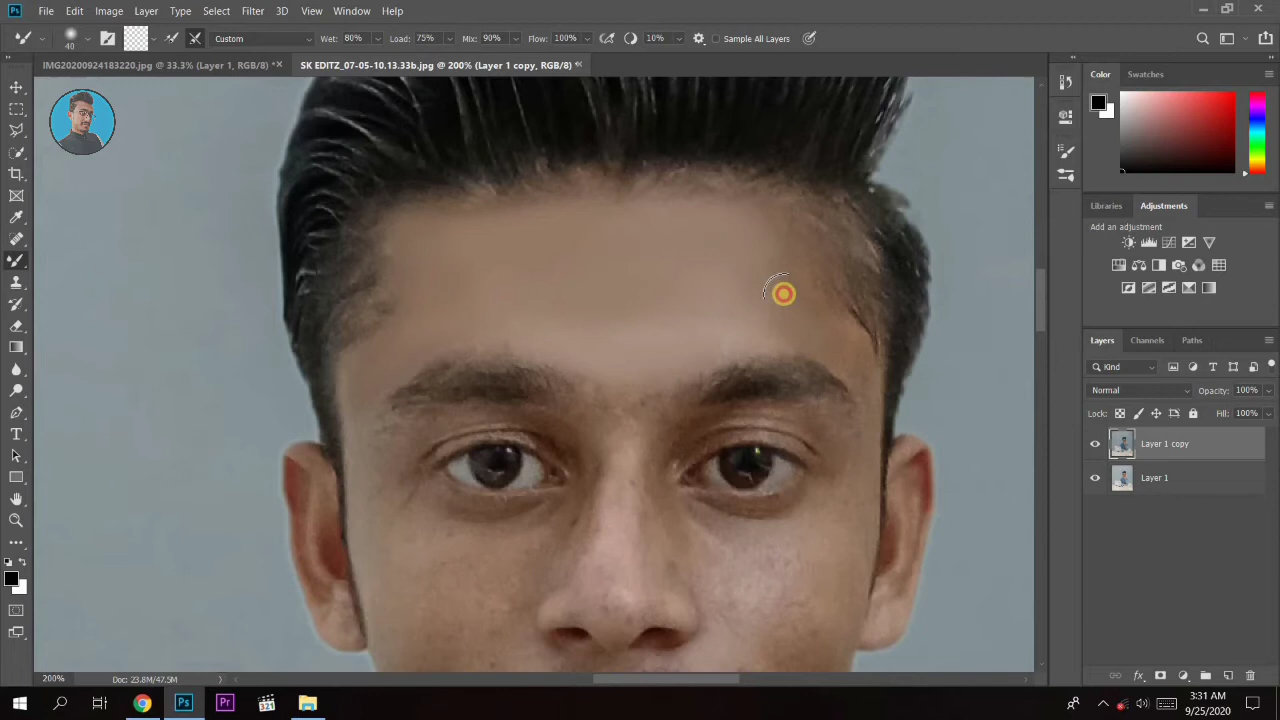 File Edit Image Layer Type Select Filter 3D View Window Help
40 Custom Wet: 80% Load: 75% Mix: 90% Flow: 100% 10% Sample All Layers
IMG20200924183220.jpg @ 33.3% (Layer 1, RGB/8) * SK EDITZ_07-05-10.13.33b.jpg @ 200% (Layer 1 copy, RGB/8) *
Color Swatches
Libraries Adjustments
Add an adjustment
Layers Channels Paths
Kind
Normal Opacity: 100%
Lock: Fill: 100%
Layer 1 copy
Layer 1
200% Doc: 23.8M/47.5M
3:31 AM
9/25/2020